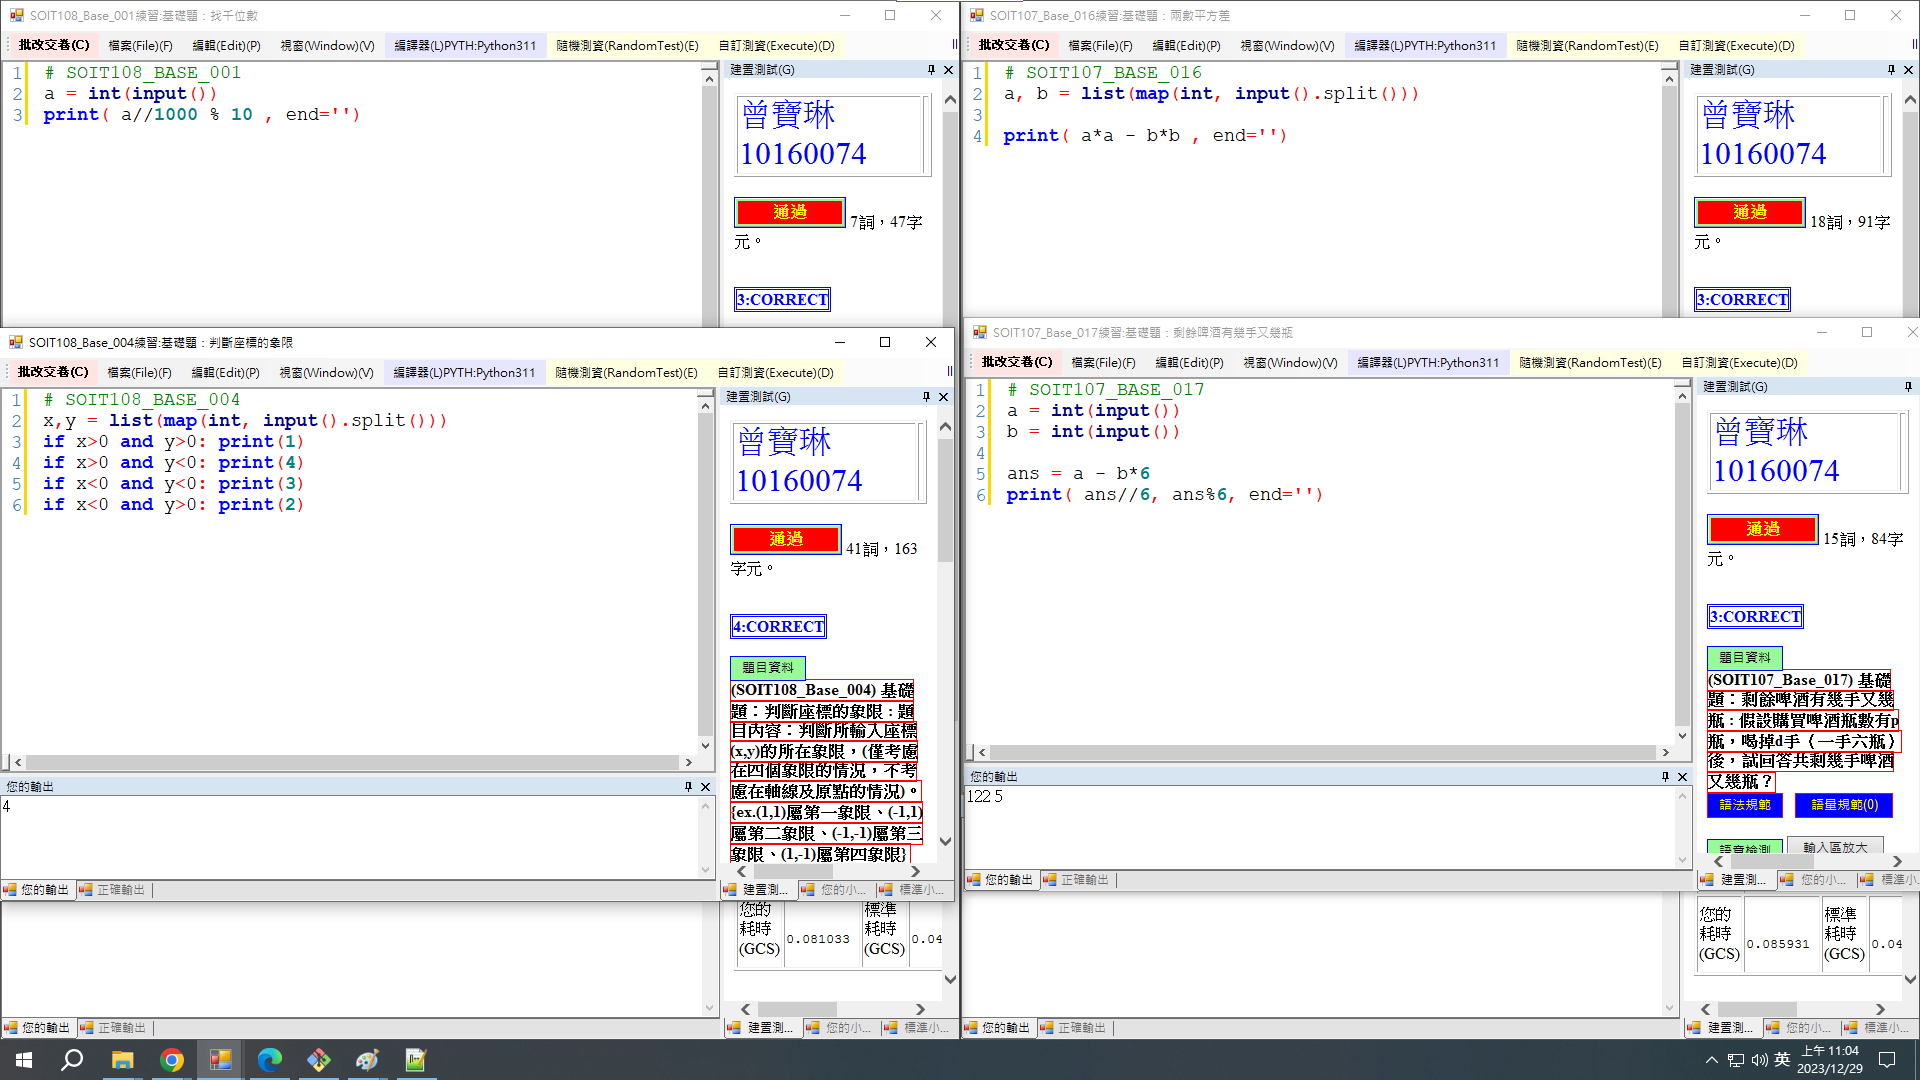 SOIT108_Base_001練習:基礎題：找千位數
批改交卷(C) 檔案(File)(F) 編輯(Edit)(P) 視窗(Window)(V) 編譯器(L)PYTH:Python311 隨機測資(RandomTest)(E) 自訂測資(Execute)(D)
1 # SOIT108_BASE_001
2 a = int(input())
3 print( a//1000 % 10 , end='')
建置測試(G)
曾寶琳
10160074
通過 7詞，47字
元。
3:CORRECT
SOIT107_Base_016練習:基礎題：兩數平方差
批改交卷(C) 檔案(File)(F) 編輯(Edit)(P) 視窗(Window)(V) 編譯器(L)PYTH:Python311 隨機測資(RandomTest)(E) 自訂測資(Execute)(D)
1 # SOIT107_BASE_016
2 a, b = list(map(int, input().split()))
3
4 print( a*a - b*b , end='')
建置測試(G)
曾寶琳
10160074
通過 18詞，91字
元。
3:CORRECT
SOIT108_Base_004練習:基礎題：判斷座標的象限
批改交卷(C) 檔案(File)(F) 編輯(Edit)(P) 視窗(Window)(V) 編譯器(L)PYTH:Python311 隨機測資(RandomTest)(E) 自訂測資(Execute)(D)
1 # SOIT108_BASE_004
2 x,y = list(map(int, input().split()))
3 if x>0 and y>0: print(1)
4 if x>0 and y<0: print(4)
5 if x<0 and y<0: print(3)
6 if x<0 and y>0: print(2)
您的輸出
4
您的輸出 正確輸出
建置測試(G)
曾寶琳
10160074
通過 41詞，163
字元。
4:CORRECT
題目資料
(SOIT108_Base_004) 基礎
題：判斷座標的象限：題
目內容：判斷所輸入座標
(x,y)的所在象限，(僅考慮
在四個象限的情況，不考
慮在軸線及原點的情況)。
{ex.(1,1)屬第一象限、(-1,1)
屬第二象限、(-1,-1)屬第三
象限、(1,-1)屬第四象限}
建置測... 您的小... 標準小...
SOIT107_Base_017練習:基礎題：剩餘啤酒有幾手又幾瓶
批改交卷(C) 檔案(File)(F) 編輯(Edit)(P) 視窗(Window)(V) 編譯器(L)PYTH:Python311 隨機測資(RandomTest)(E) 自訂測資(Execute)(D)
1 # SOIT107_BASE_017
2 a = int(input())
3 b = int(input())
4
5 ans = a - b*6
6 print( ans//6, ans%6, end='')
您的輸出
122 5
您的輸出 正確輸出
建置測試(G)
曾寶琳
10160074
通過 15詞，84字
元。
3:CORRECT
題目資料
(SOIT107_Base_017) 基礎
題：剩餘啤酒有幾手又幾
瓶：假設購買啤酒瓶數有p
瓶，喝掉d手（一手六瓶）
後，試回答共剩幾手啤酒
又幾瓶？
語法規範 語量規範(0)
語意檢測 輸入區放大
建置測... 您的小... 標準小
您的
耗時
(GCS) 0.081033 標準
耗時
(GCS) 0.04
您的輸出 正確輸出
建置測... 您的小... 標準小...
您的
耗時
(GCS) 0.085931 標準
耗時
(GCS) 0.04
您的輸出 正確輸出
建置測... 您的小... 標準小...
英
上午 11:04
2023/12/29